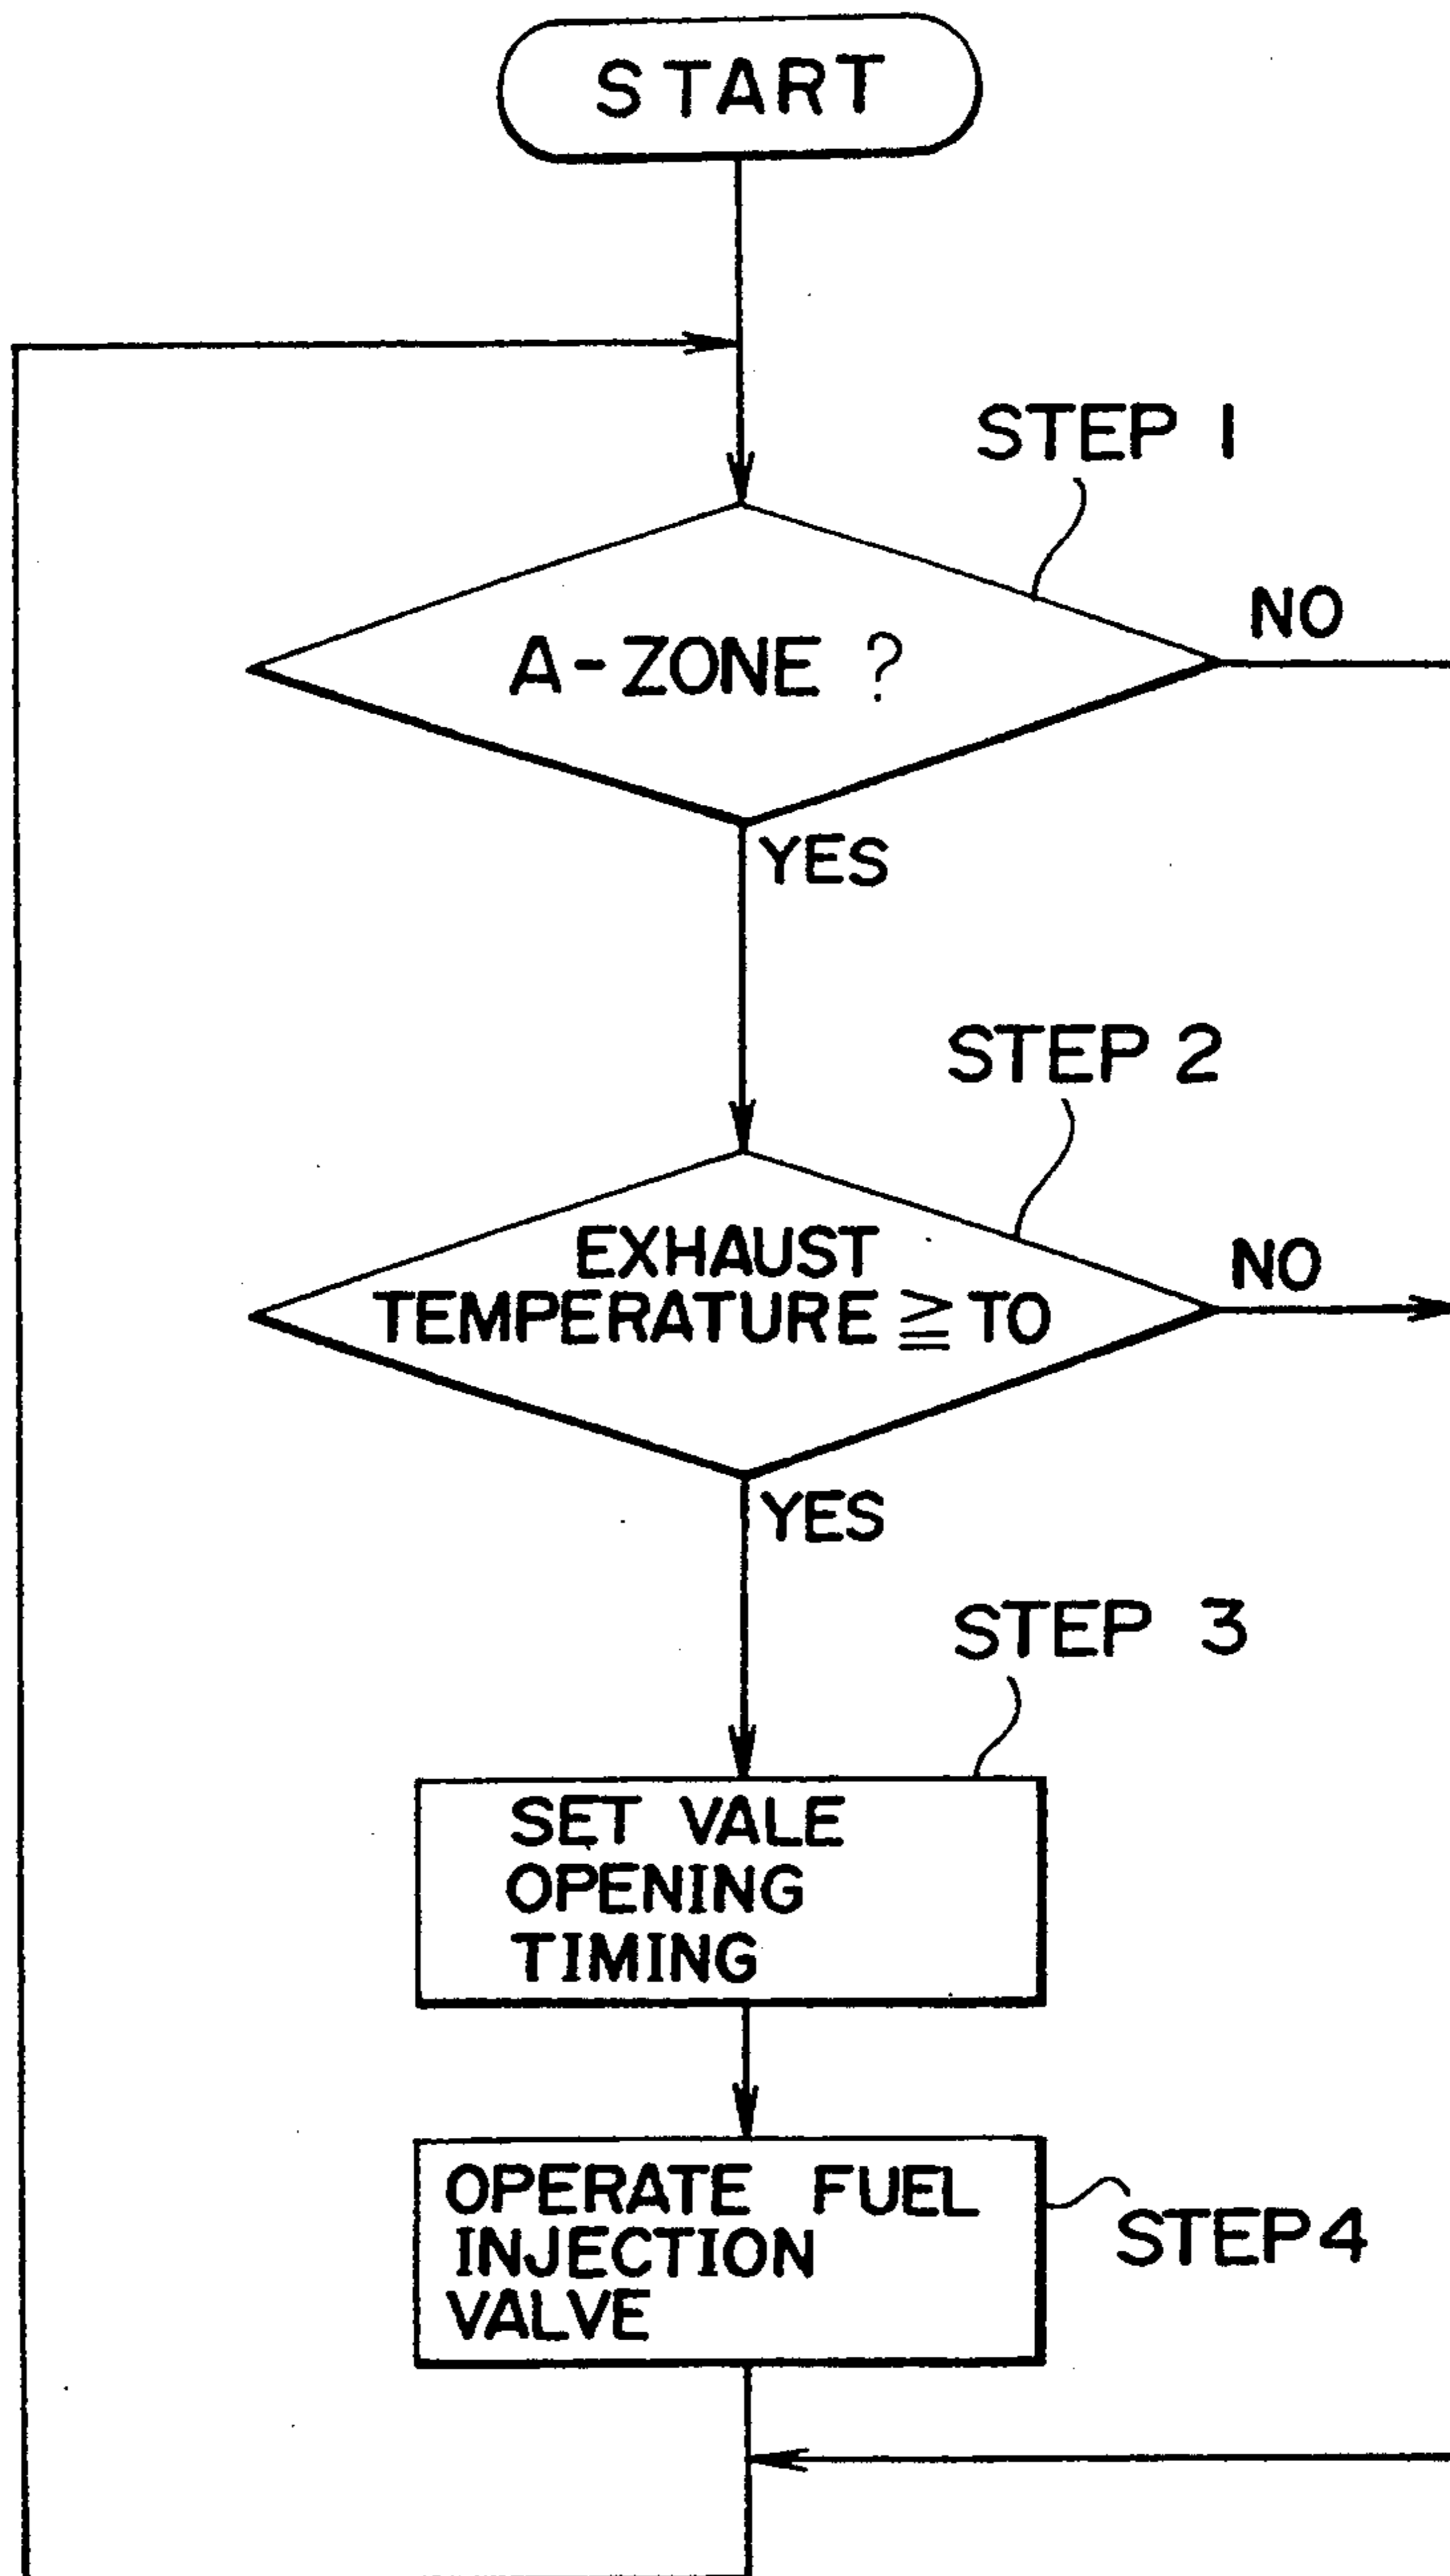 START
STEP 1
NO
A-ZONE ?
YES
STEP 2
EXHAUST
NO
TEMPERATURE ≧ TO
YES
STEP 3
SET VALE
OPENING
TIMING
OPERATE FUEL
INJECTION
VALVE
STEP4